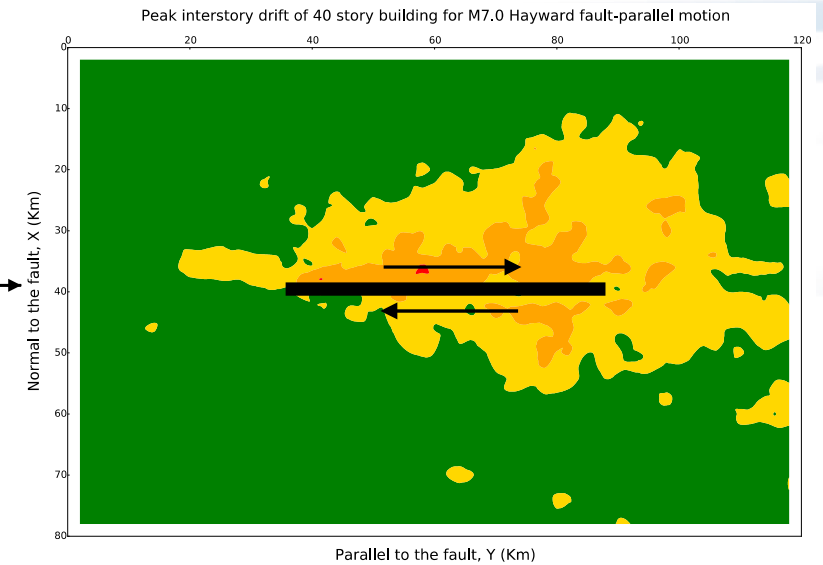 Peak interstory drift of 40 story building for M7.0 Hayward fault-parallel motion
0 20 40 60 80 100 120
0
10
20
30
40
50
60
70
80
Normal to the fault, X (Km)
Parallel to the fault, Y (Km)